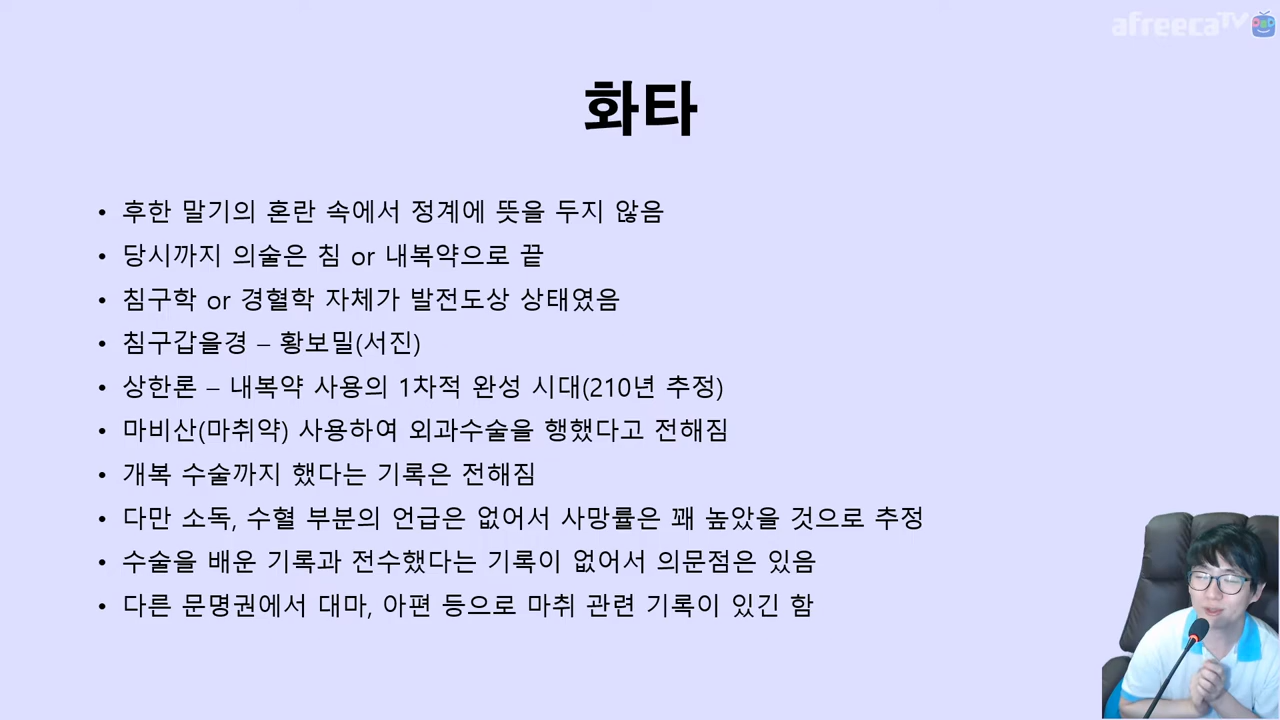 afreecaTV
화타
• 후한 말기의 혼란 속에서 정계에 뜻을 두지 않음
• 당시까지 의술은 침 or 내복약으로 끝
• 침구학 or 경혈학 자체가 발전도상 상태였음
• 침구갑을경 – 황보밀(서진)
• 상한론 – 내복약 사용의 1차적 완성 시대(210년 추정)
• 마비산(마취약) 사용하여 외과수술을 행했다고 전해짐
• 개복 수술까지 했다는 기록은 전해짐
• 다만 소독, 수혈 부분의 언급은 없어서 사망률은 꽤 높았을 것으로 추정
• 수술을 배운 기록과 전수했다는 기록이 없어서 의문점은 있음
• 다른 문명권에서 대마, 아편 등으로 마취 관련 기록이 있긴 함